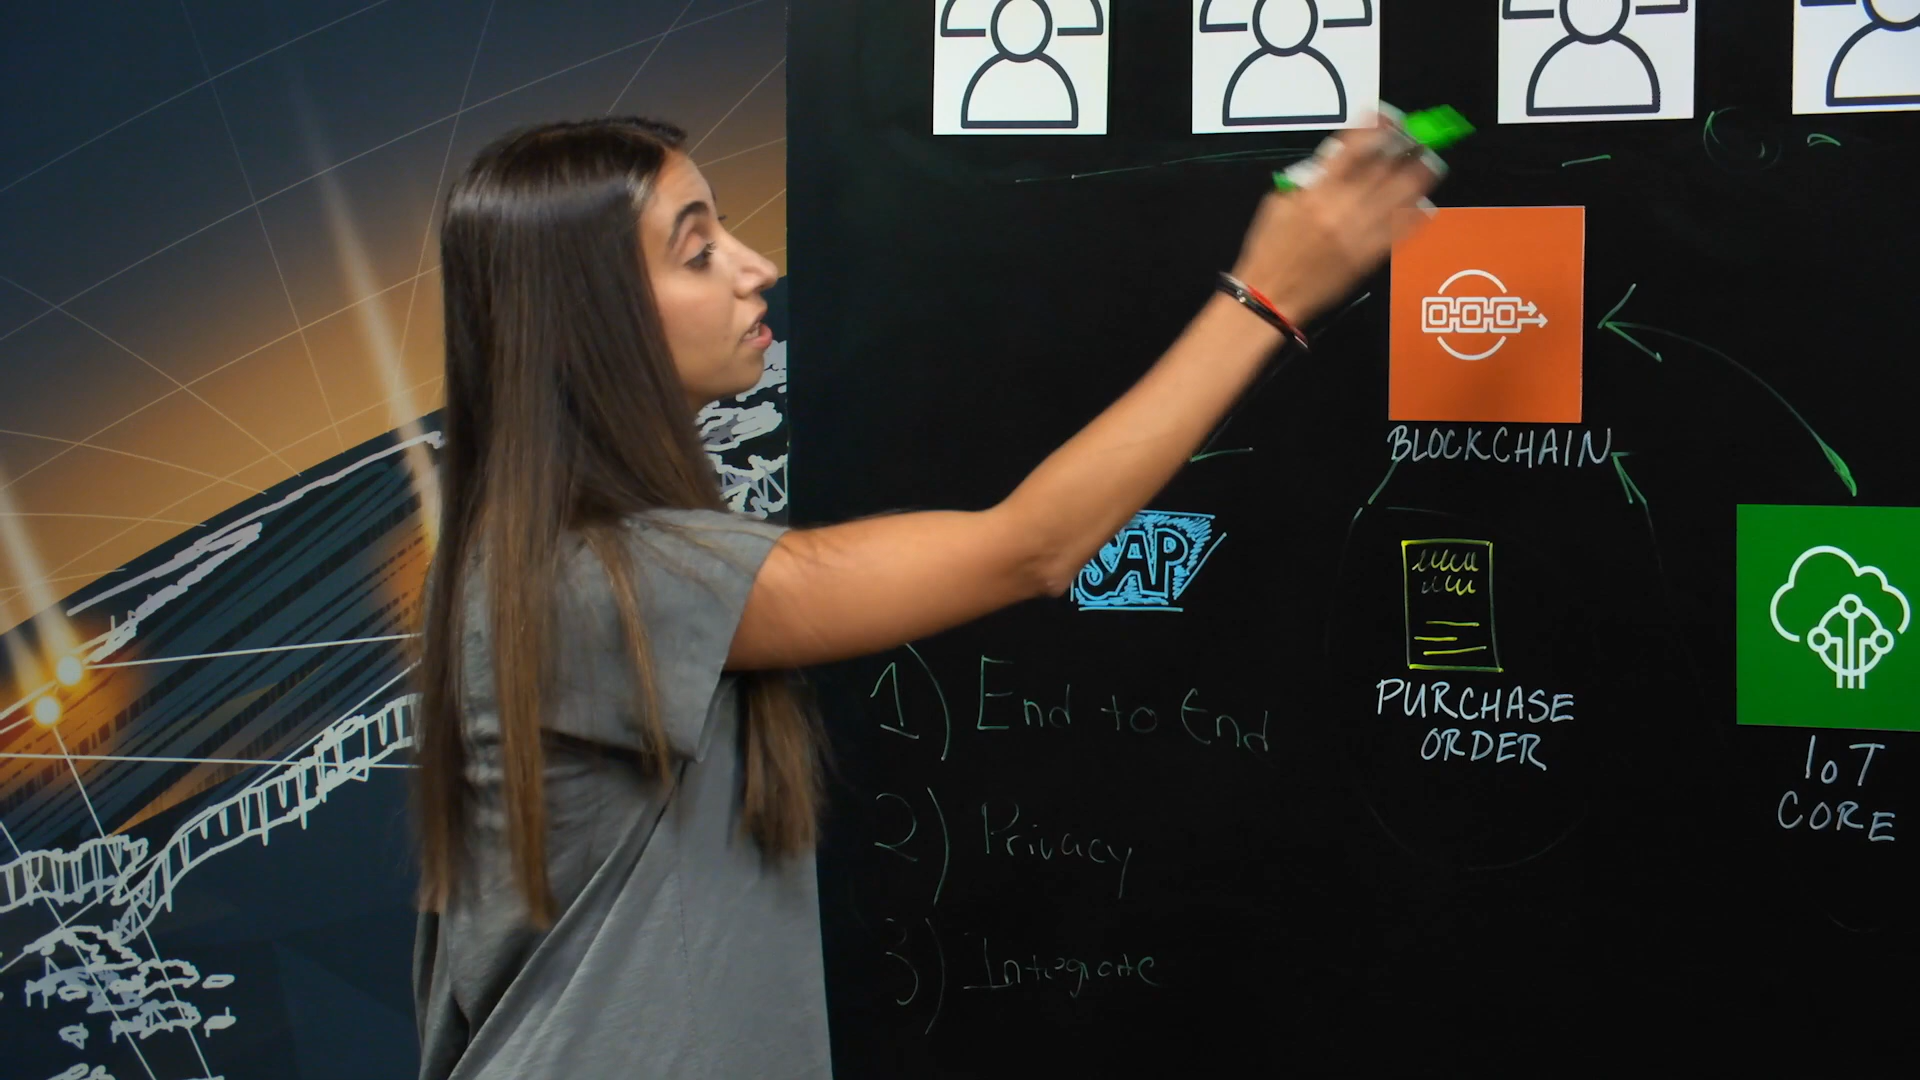 BLOCKCHAIN
SAP
PURCHASE
ORDER
IoT
CORE
1) End to End
2) Privacy
3) Integrate